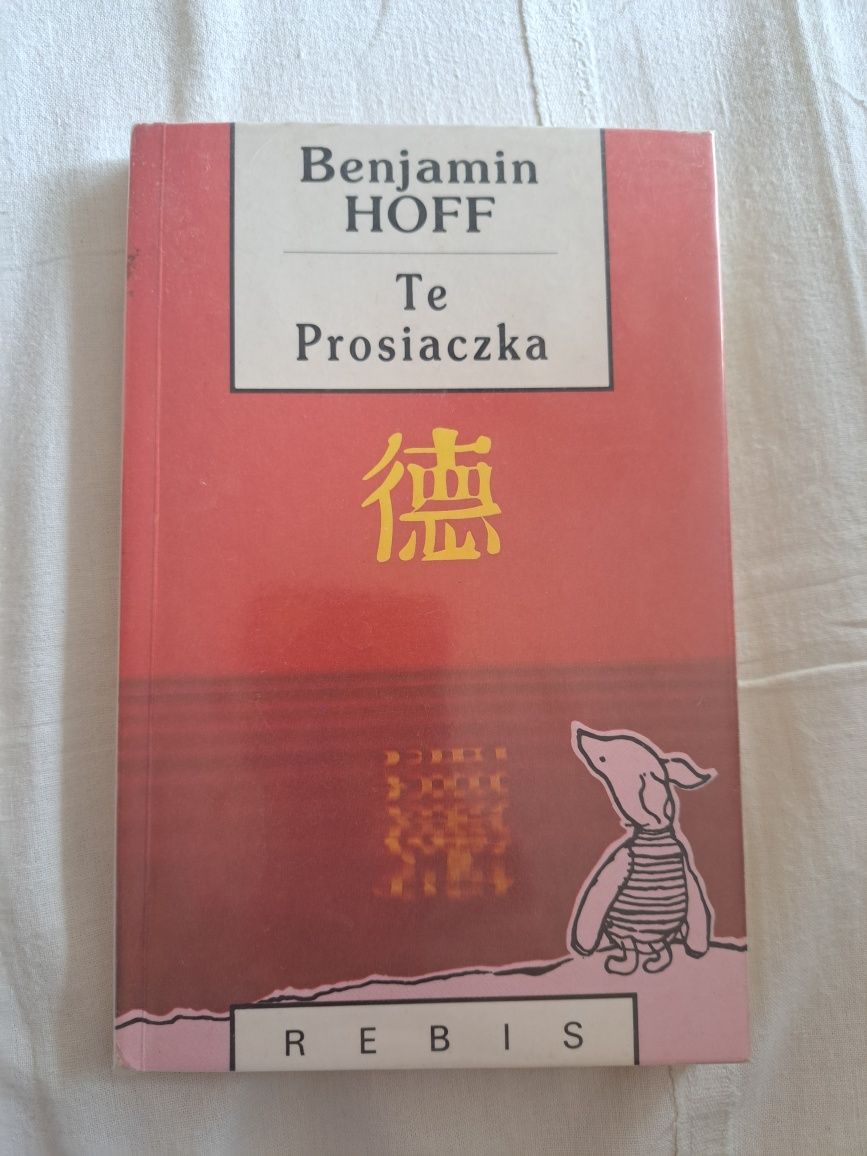 Benjamin
HOFF
Te
Prosiaczka
德
REBIS